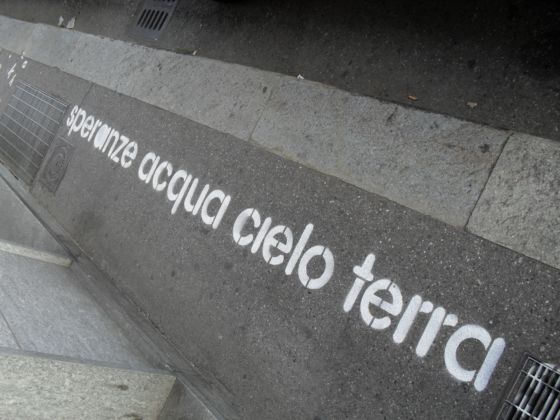 speranze acqua cielo terra